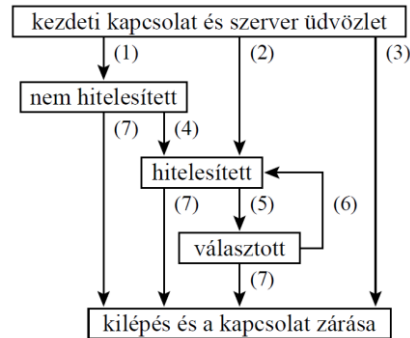 kezdeti kapcsolat és szerver üdvözlet
(1) (2) (3)
nem hitelesített
(7) (4)
hitelesített
(7) (5) (6)
választott
(7)
kilépés és a kapcsolat zárása